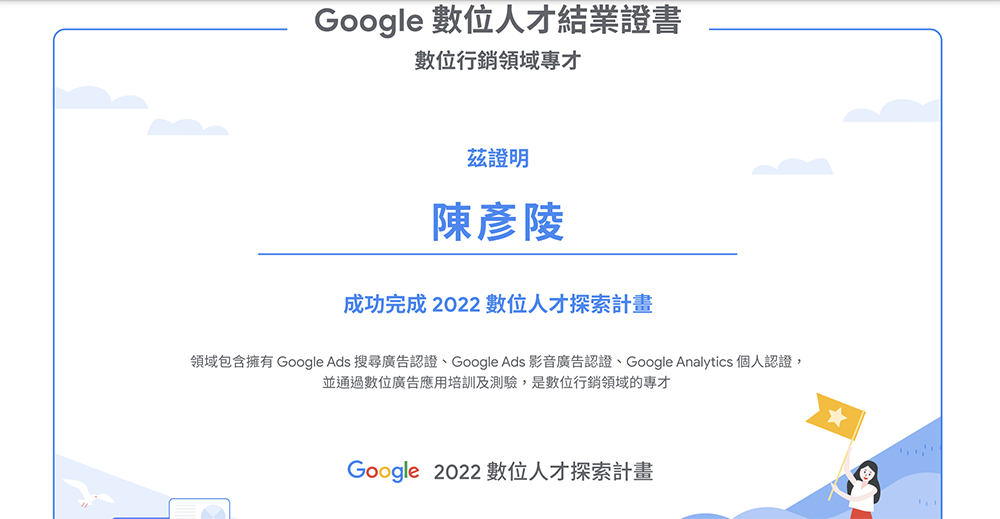 Google 數位人才結業證書
數位行銷領域專才
茲證明
陳彥陵
成功完成 2022 數位人才探索計畫
領域包含擁有 Google Ads 搜尋廣告認證、Google Ads 影音廣告認證、Google Analytics 個人認證，
並通過數位廣告應用培訓及測驗，是數位行銷領域的專才
Google 2022 數位人才探索計畫